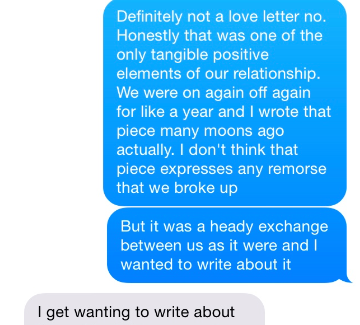 Definitely not a love letter no.
Honestly that was one of the
only tangible positive
elements of our relationship.
We were on again off again
for like a year and I wrote that
piece many moons ago
actually. I don't think that
piece expresses any remorse
that we broke up
But it was a heady exchange
between us as it were and I
wanted to write about it
I get wanting to write about